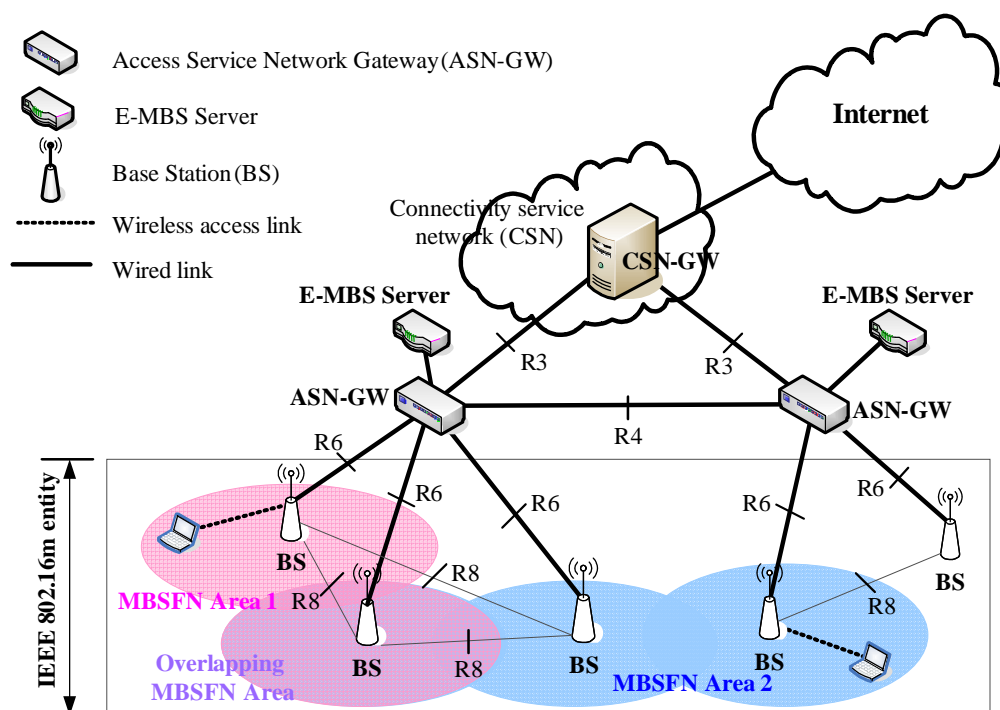 Access Service Network Gateway(ASN-GW)
E-MBS Server
Base Station (BS)
Wireless access link
Wired link
Internet
Connectivity service
network (CSN)
CSN-GW
E-MBS Server
E-MBS Server
R3
R3
ASN-GW
ASN-GW
R4
R6
R6
R6
R6
R6
IEEE 802.16m entity
BS
R8
R8
MBSFN Area 1
BS
R8
BS
BS
R8
BS
Overlapping
MBSFN Area
MBSFN Area 2